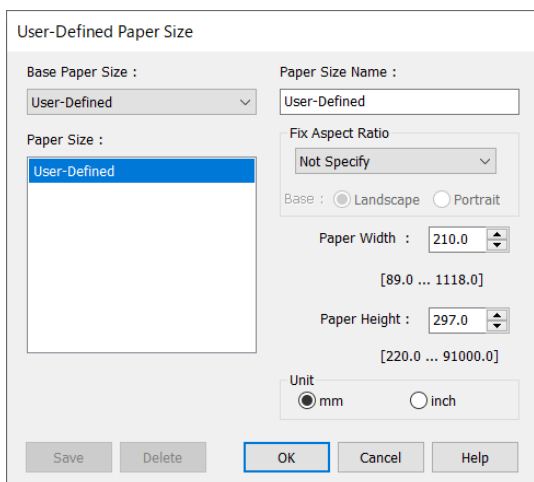 User-Defined Paper Size
Base Paper Size :
User-Defined
Paper Size :
User-Defined
Paper Size Name :
User-Defined
Fix Aspect Ratio
Not Specify
Base : Landscape Portrait
Paper Width : 210.0
[89.0 ... 1118.0]
Paper Height : 297.0
[220.0 ... 91000.0]
Unit
mm inch
Save Delete OK Cancel Help